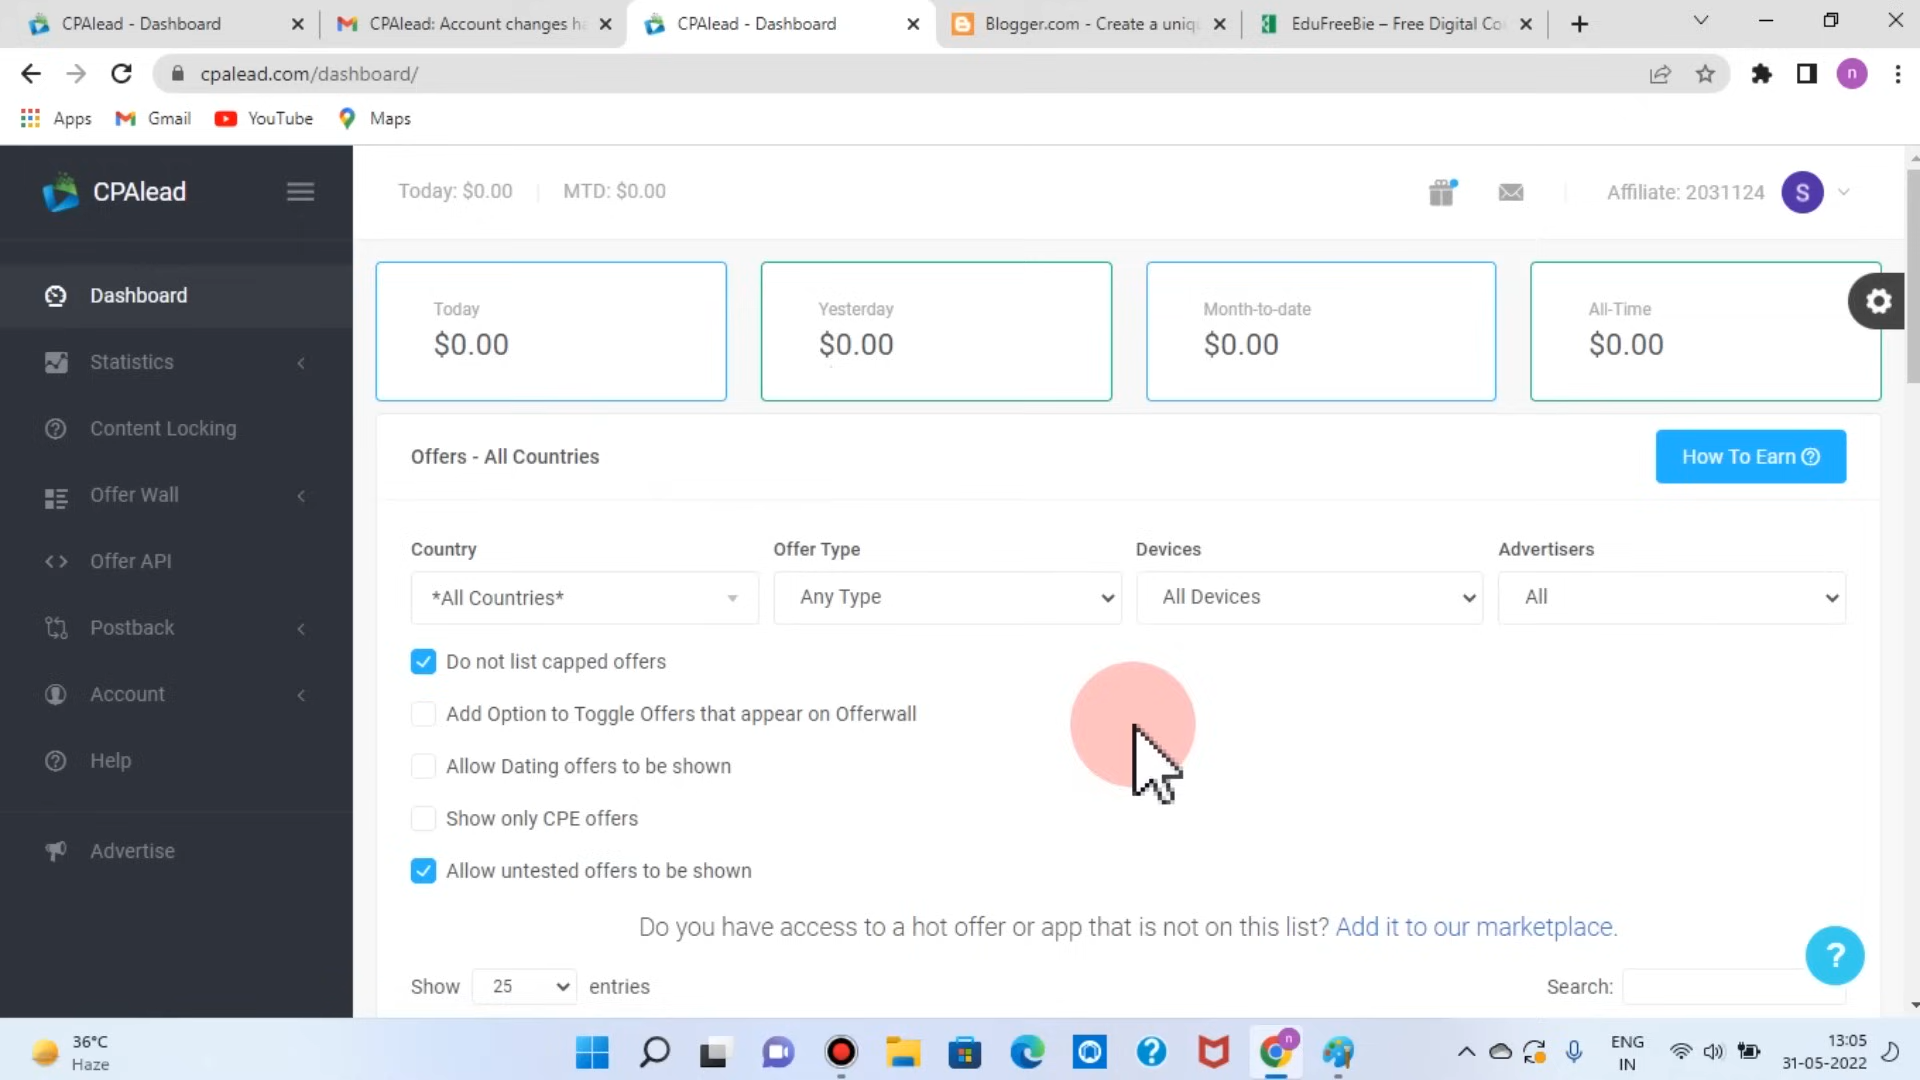 CPAlead - Dashboard
CPAlead: Account changes ha
CPAlead - Dashboard
Blogger.com - Create a uniq
EduFreeBie – Free Digital Co
cpalead.com/dashboard/
n
Apps
Gmail
YouTube
Maps
CPAlead
Today: $0.00
MTD: $0.00
Affiliate: 2031124
S
Dashboard
Statistics
Content Locking
Offer Wall
Offer API
Postback
Account
Help
Advertise
Today
$0.00
Yesterday
$0.00
Month-to-date
$0.00
All-Time
$0.00
Offers - All Countries
How To Earn
Country
Offer Type
Devices
Advertisers
*All Countries*
Any Type
All Devices
All
Do not list capped offers
Add Option to Toggle Offers that appear on Offerwall
Allow Dating offers to be shown
Show only CPE offers
Allow untested offers to be shown
Do you have access to a hot offer or app that is not on this list? Add it to our marketplace.
Show 25 entries
Search:
?
36°C
Haze
n
ENG
IN
13:05
31-05-2022